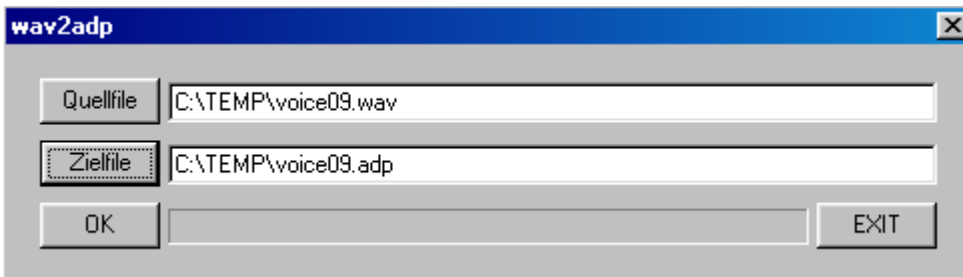 wav2adp
Quellfile C:\TEMP\voice09.wav
Zielfile C:\TEMP\voice09.adp
OK EXIT